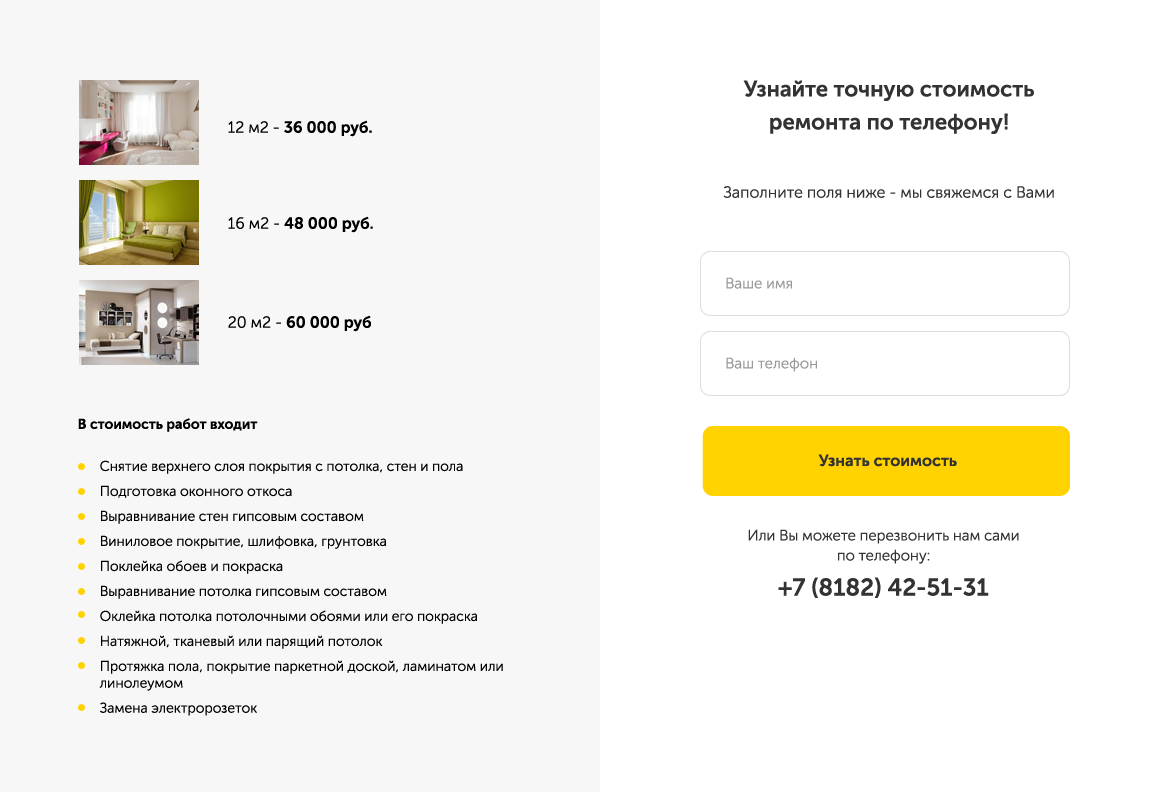 12 м2 - 36 000 руб.
16 м2 - 48 000 руб.
20 м2 - 60 000 руб
В стоимость работ входит
Снятие верхнего слоя покрытия с потолка, стен и пола
Подготовка оконного откоса
Выравнивание стен гипсовым составом
Виниловое покрытие, шлифовка, грунтовка
Поклейка обоев и покраска
Выравнивание потолка гипсовым составом
Оклейка потолка потолочными обоями или его покраска
Натяжной, тканевый или парящий потолок
Протяжка пола, покрытие паркетной доской, ламинатом или
линолеумом
Замена электророзеток
Узнайте точную стоимость
ремонта по телефону!
Заполните поля ниже - мы свяжемся с Вами
Ваше имя
Ваш телефон
Узнать стоимость
Или Вы можете перезвонить нам сами
по телефону:
+7 (8182) 42-51-31